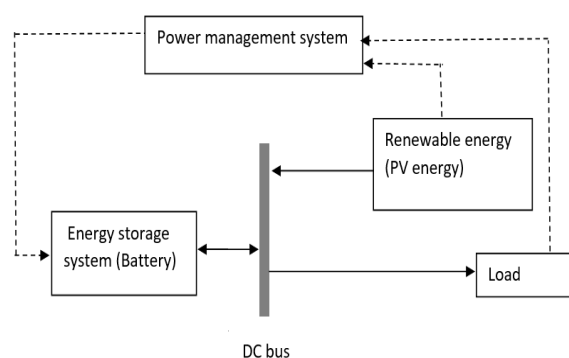 Power management system
Renewable energy
(PV energy)
Energy storage
system (Battery)
Load
DC bus